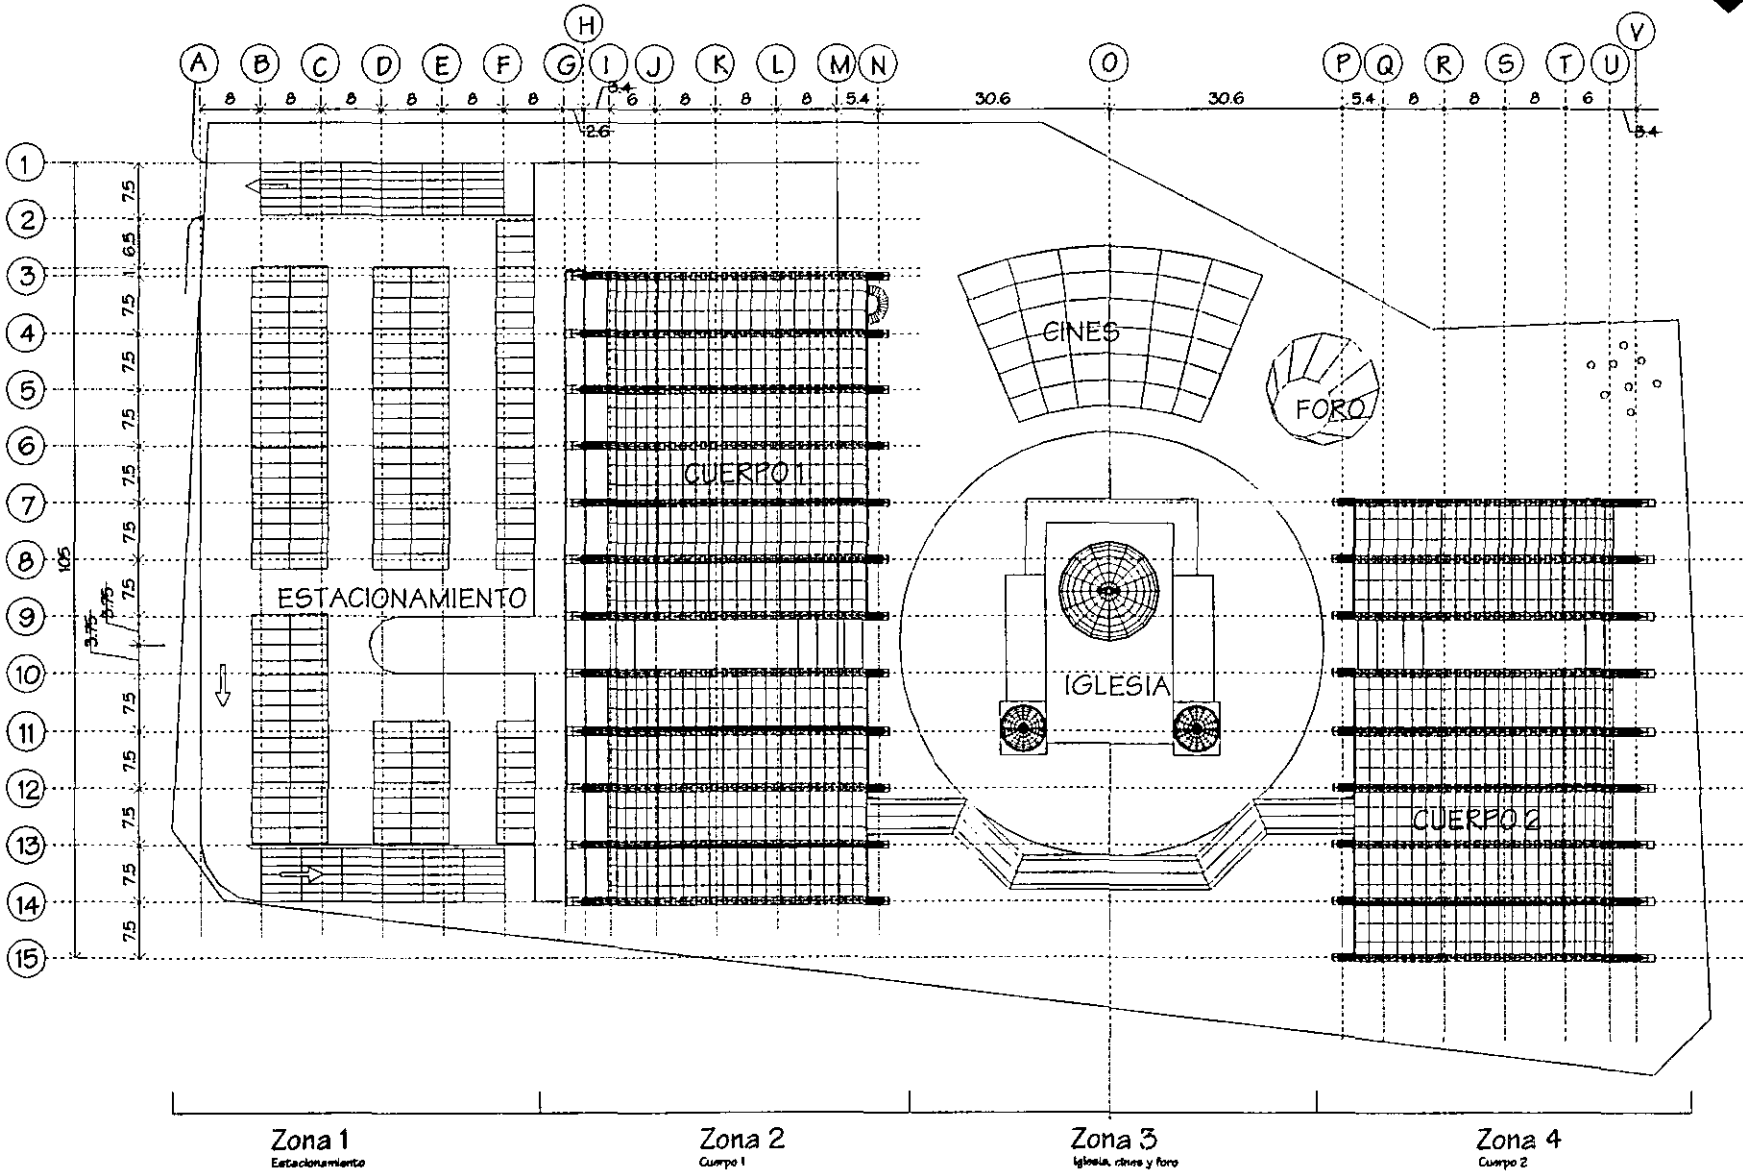 H
V
A B C D E F G I J K L M N O P Q R S T U
3.4
8 8 8 8 8 8 6 8 8 8 5.4 30.6 30.6 5.4 8 8 8 6
2.6
3.4
1
7.5
2
6.5
3
7.5
4
CINES
7.5
5
FORO
7.5
6
7.5
CUERPO 1
7
7.5
8
105
7.5
ESTACIONAMIENTO
3.75
9
3.75
10
IGLESIA
7.5
11
7.5
12
7.5
CUERPO 2
13
7.5
14
7.5
15
Zona 1
Estacionamiento
Zona 2
Cuerpo 1
Zona 3
Iglesia, cines y foro
Zona 4
Cuerpo 2